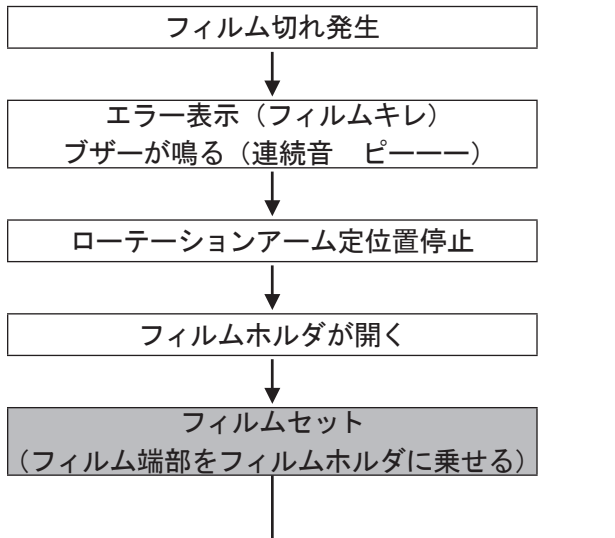 フィルム切れ発生
エラー表示（フィルムキレ）
ブザーが鳴る（連続音　ピーーー）
ローテーションアーム定位置停止
フィルムホルダが開く
フィルムセット
（フィルム端部をフィルムホルダに乗せる）